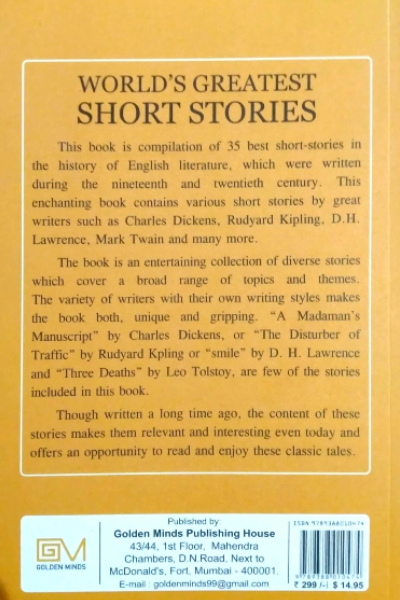 WORLD'S GREATEST
SHORT STORIES
This book is compilation of 35 best short-stories in
the history of English literature, which were written
during the nineteenth and twentieth century. This
enchanting book contains various short stories by great
writers such as Charles Dickens, Rudyard Kipling, D.H.
Lawrence, Mark Twain and many more.
The book is an entertaining collection of diverse stories
which cover a broad range of topics and themes.
The variety of writers with their own writing styles makes
the book both, unique and gripping. “A Madaman's
Manuscript” by Charles Dickens, or “The Disturber of
Traffic” by Rudyard Kpling or “smile” by D. H. Lawrence
and “Three Deaths” by Leo Tolstoy, are few of the stories
included in this book.
Though written a long time ago, the content of these
stories makes them relevant and interesting even today and
offers an opportunity to read and enjoy these classic tales.
GM
GOLDEN MINDS
Published by:
Golden Minds Publishing House
43/44, 1st Floor, Mahendra
Chambers, D.N.Road, Next to
McDonald's, Fort, Mumbai - 400001.
E-mail : goldenminds99@gmail.com
ISBN
₹ 299 /-| $ 14.95